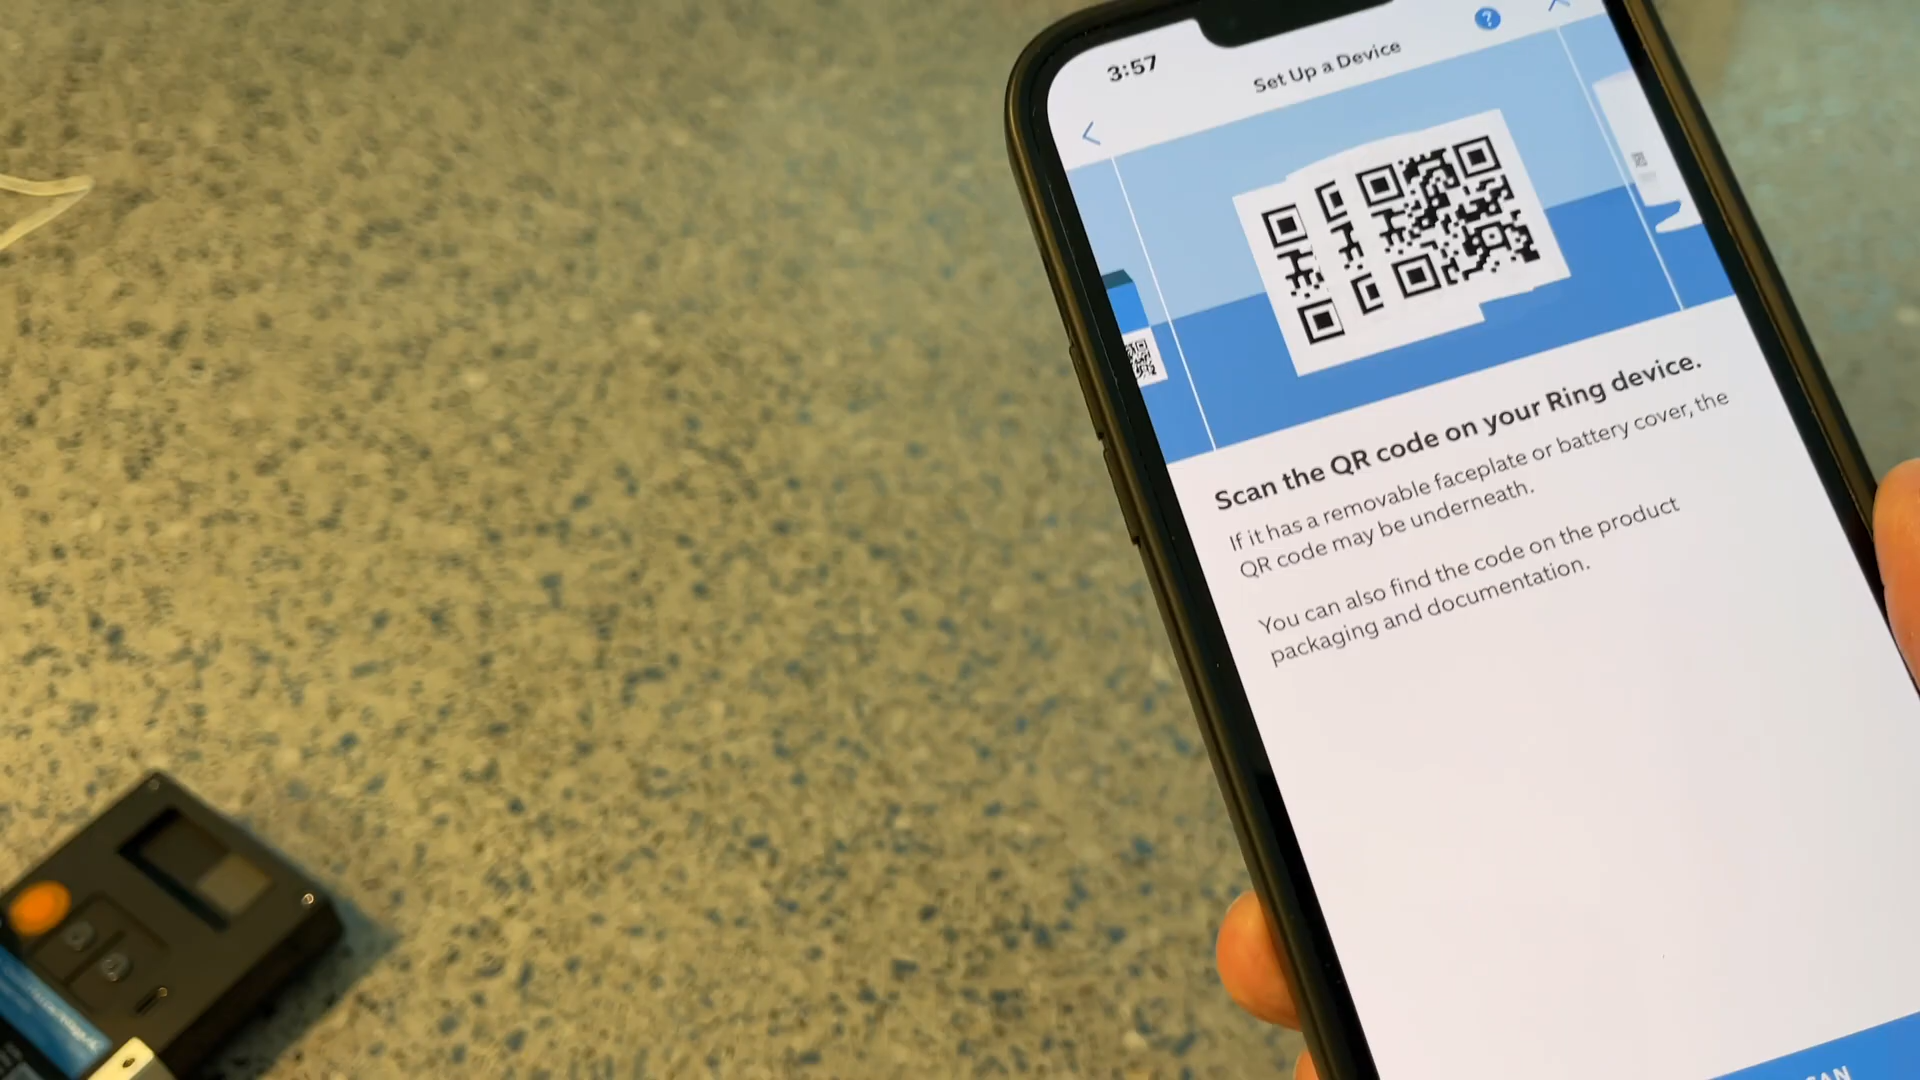 3:57
Set Up a Device
?
Scan the QR code on your Ring device.
If it has a removable faceplate or battery cover, the
QR code may be underneath.
You can also find the code on the product
packaging and documentation.